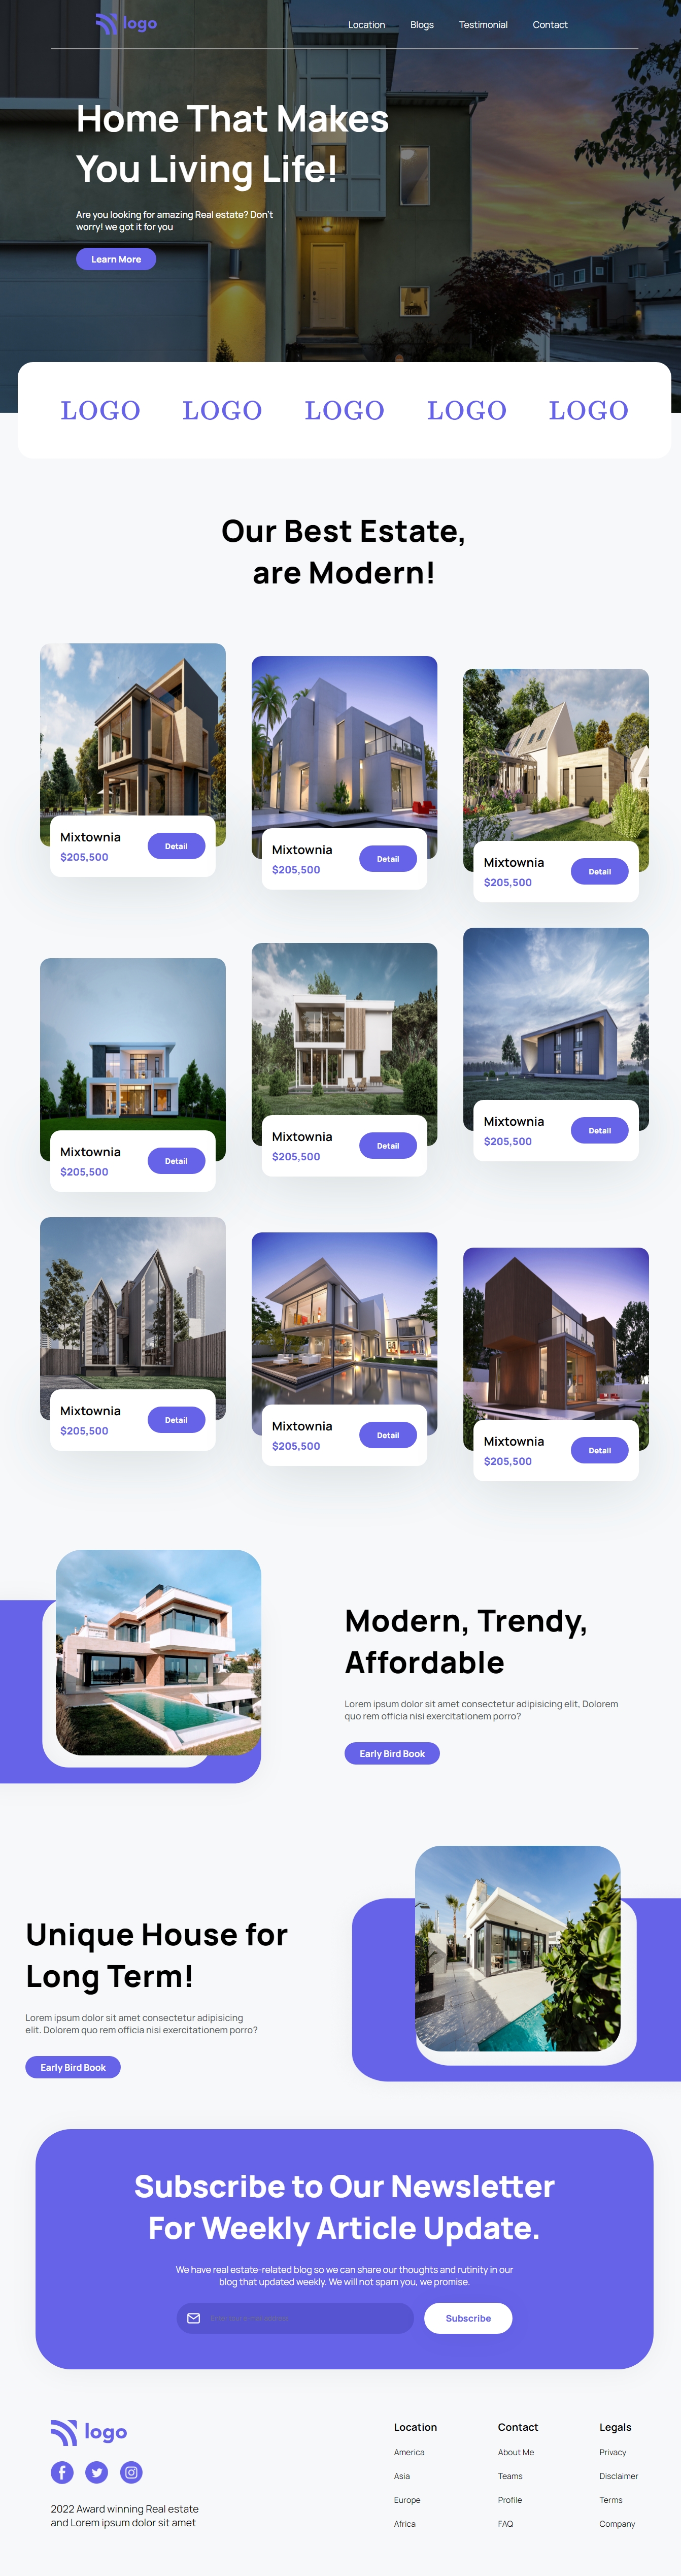 logo
Location Blogs Testimonial Contact
Home That Makes
You Living Life!
Are you looking for amazing Real estate? Don't
worry! we got it for you
Learn More
LOGO LOGO LOGO LOGO LOGO
Our Best Estate,
are Modern!
Mixtownia
$205,500
Detail
Mixtownia
$205,500
Detail
Mixtownia
$205,500
Detail
Mixtownia
$205,500
Detail
Mixtownia
$205,500
Detail
Mixtownia
$205,500
Detail
Mixtownia
$205,500
Detail
Mixtownia
$205,500
Detail
Mixtownia
$205,500
Detail
Modern, Trendy,
Affordable
Lorem ipsum dolor sit amet consectetur adipisicing elit, Dolorem
quo rem officia nisi exercitationem porro?
Early Bird Book
Unique House for
Long Term!
Lorem ipsum dolor sit amet consectetur adipisicing
elit. Dolorem quo rem officia nisi exercitationem porro?
Early Bird Book
Subscribe to Our Newsletter
For Weekly Article Update.
We have real estate-related blog so we can share our thoughts and rutinity in our
blog that updated weekly. We will not spam you, we promise.
Subscribe
logo
2022 Award winning Real estate
and Lorem ipsum dolor sit amet
Location
America
Asia
Europe
Africa
Contact
About Me
Teams
Profile
FAQ
Legals
Privacy
Disclaimer
Terms
Company